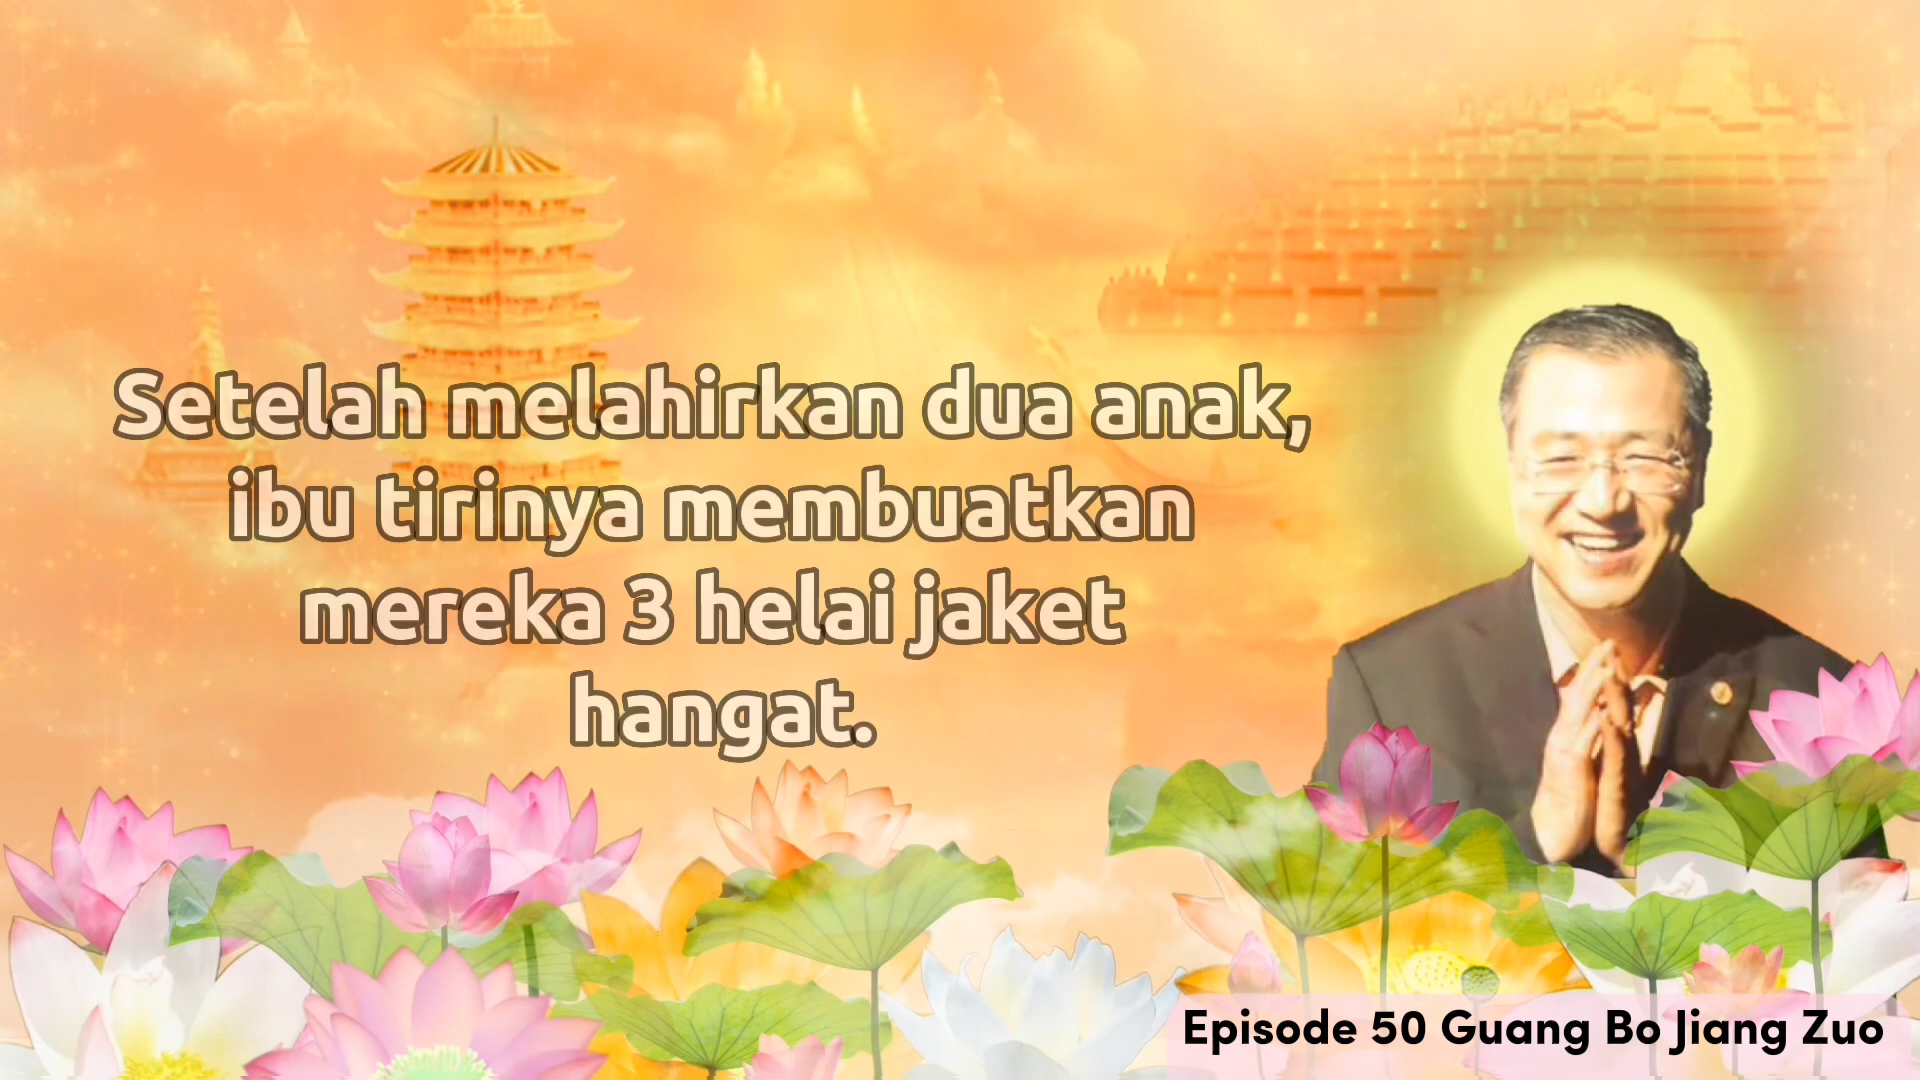 Setelah melahirkan dua anak,
ibu tirinya membuatkan
mereka 3 helai jaket
hangat.
Episode 50 Guang Bo Jiang Zuo